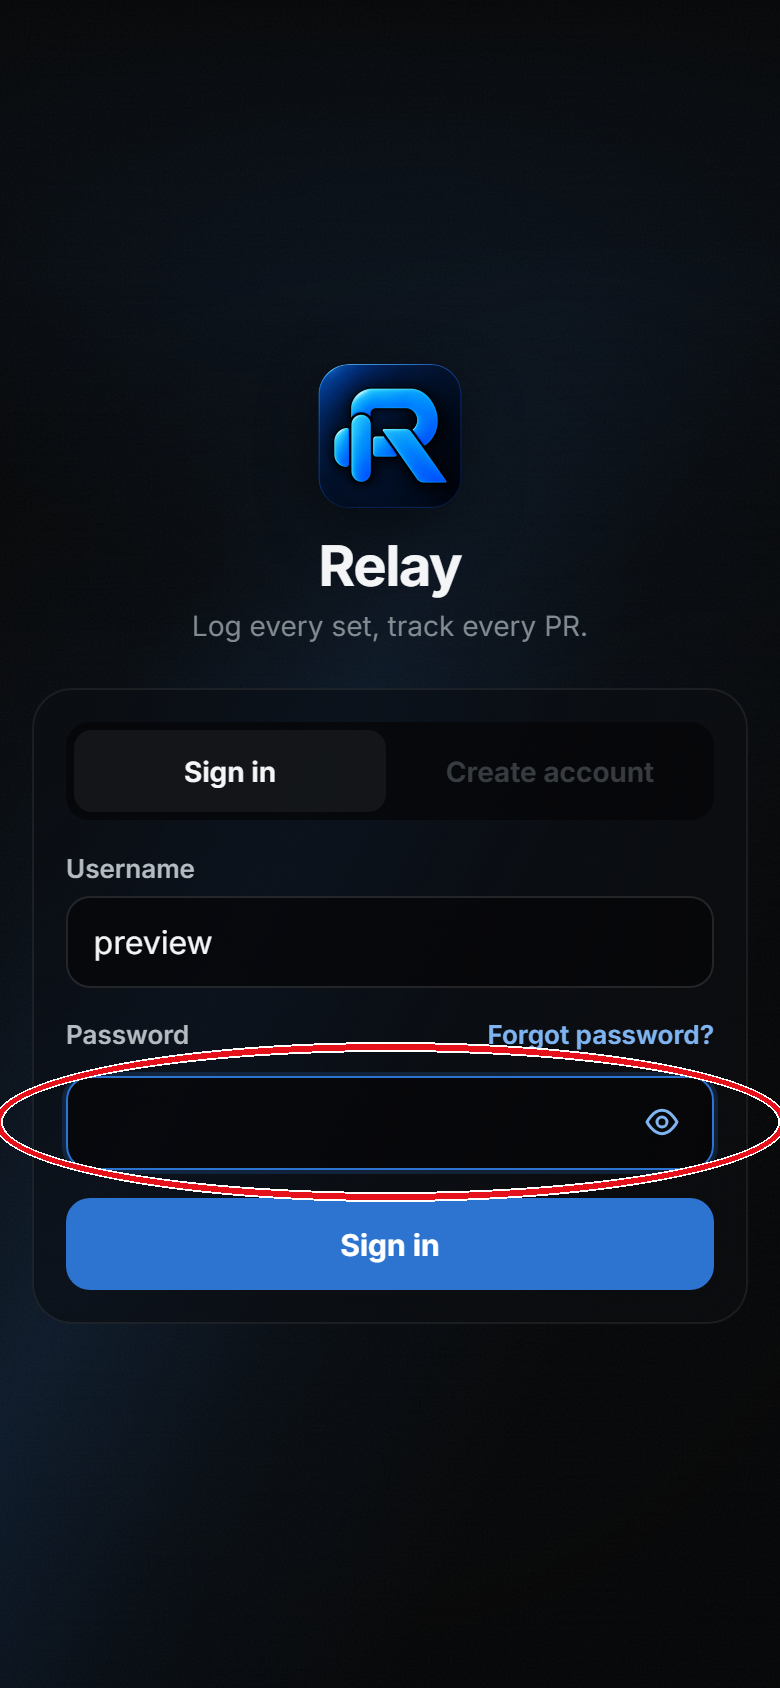 Relay
Log every set, track every PR.
Sign in
Create account
Username
preview
Password
Forgot password?
Sign in